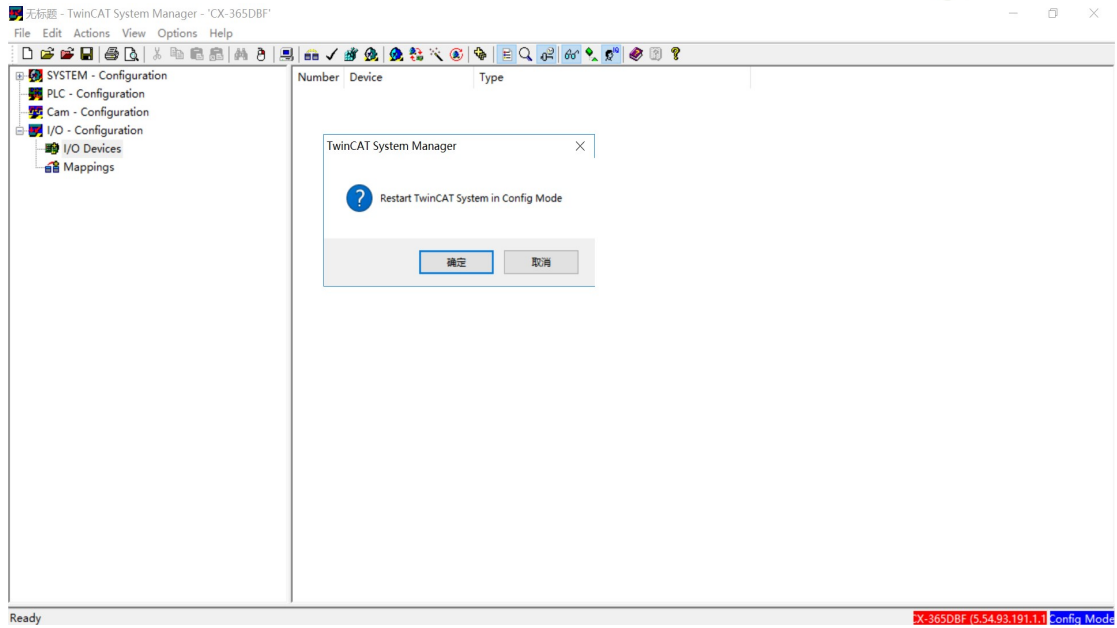 无标题 - TwinCAT System Manager - 'CX-365DBF'
File Edit Actions View Options Help
SYSTEM - Configuration
PLC - Configuration
Cam - Configuration
I/O - Configuration
I/O Devices
Mappings
Number Device Type
TwinCAT System Manager
Restart TwinCAT System in Config Mode
确定 取消
Ready
CX-365DBF (5.54.93.191.1.1 Config Mode